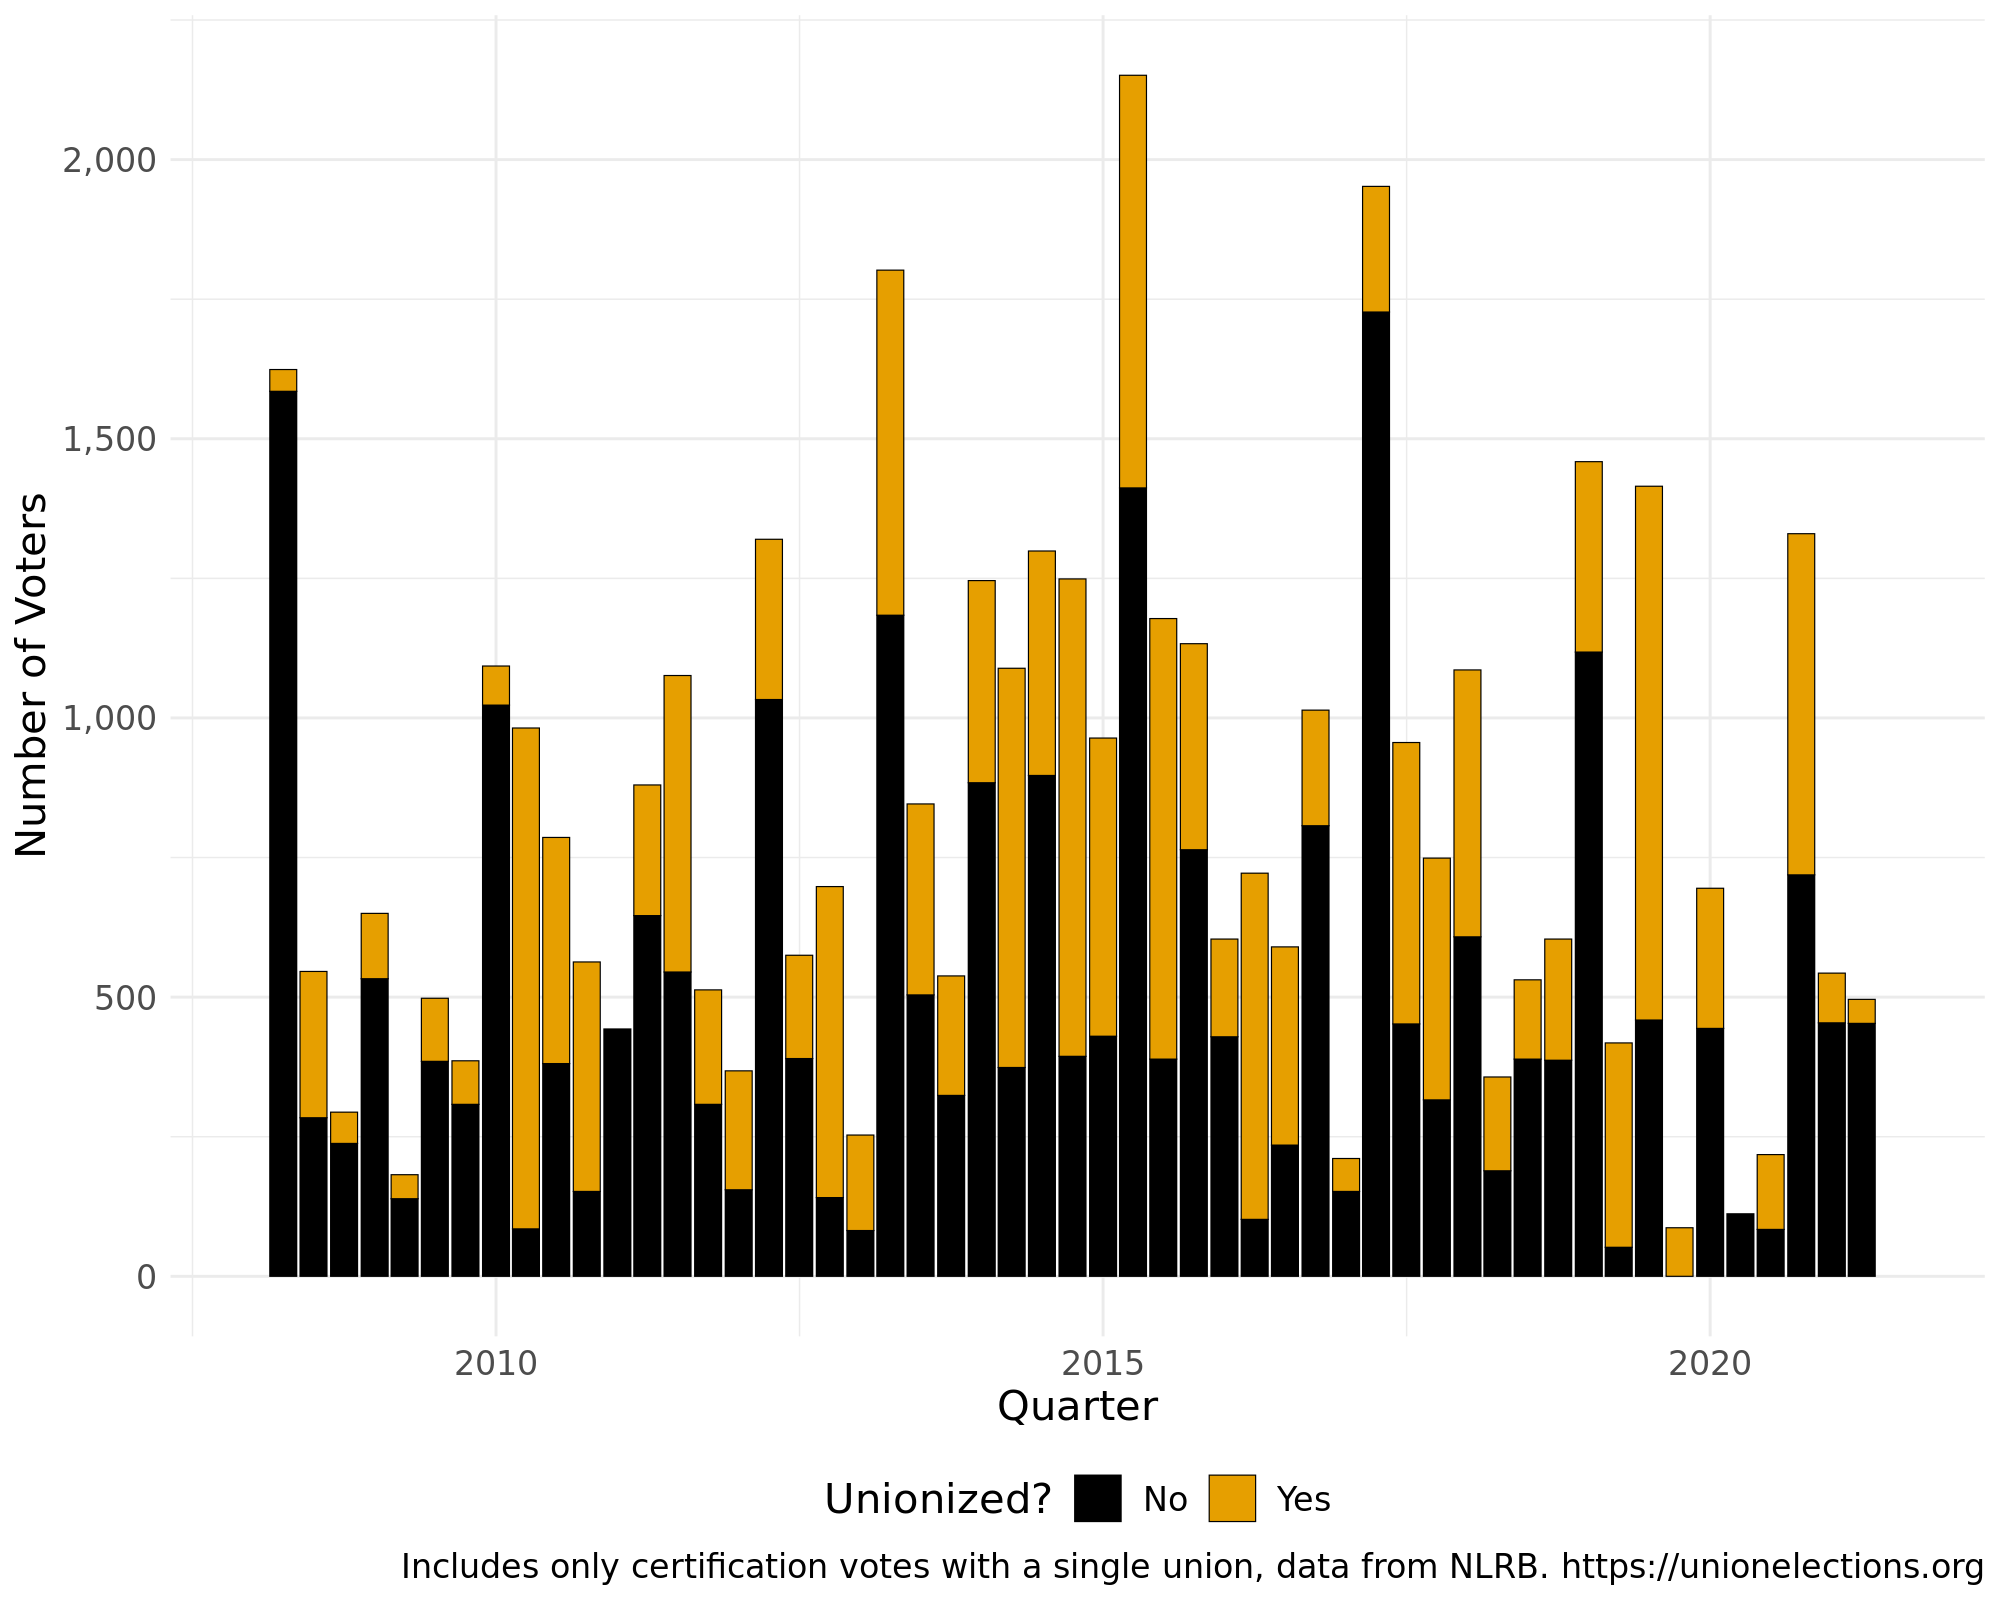 2,000
1,500
1,000
500
0
Number of Voters
2010 2015 2020
Quarter
Unionized? No Yes
Includes only certification votes with a single union, data from NLRB. https://unionelections.org